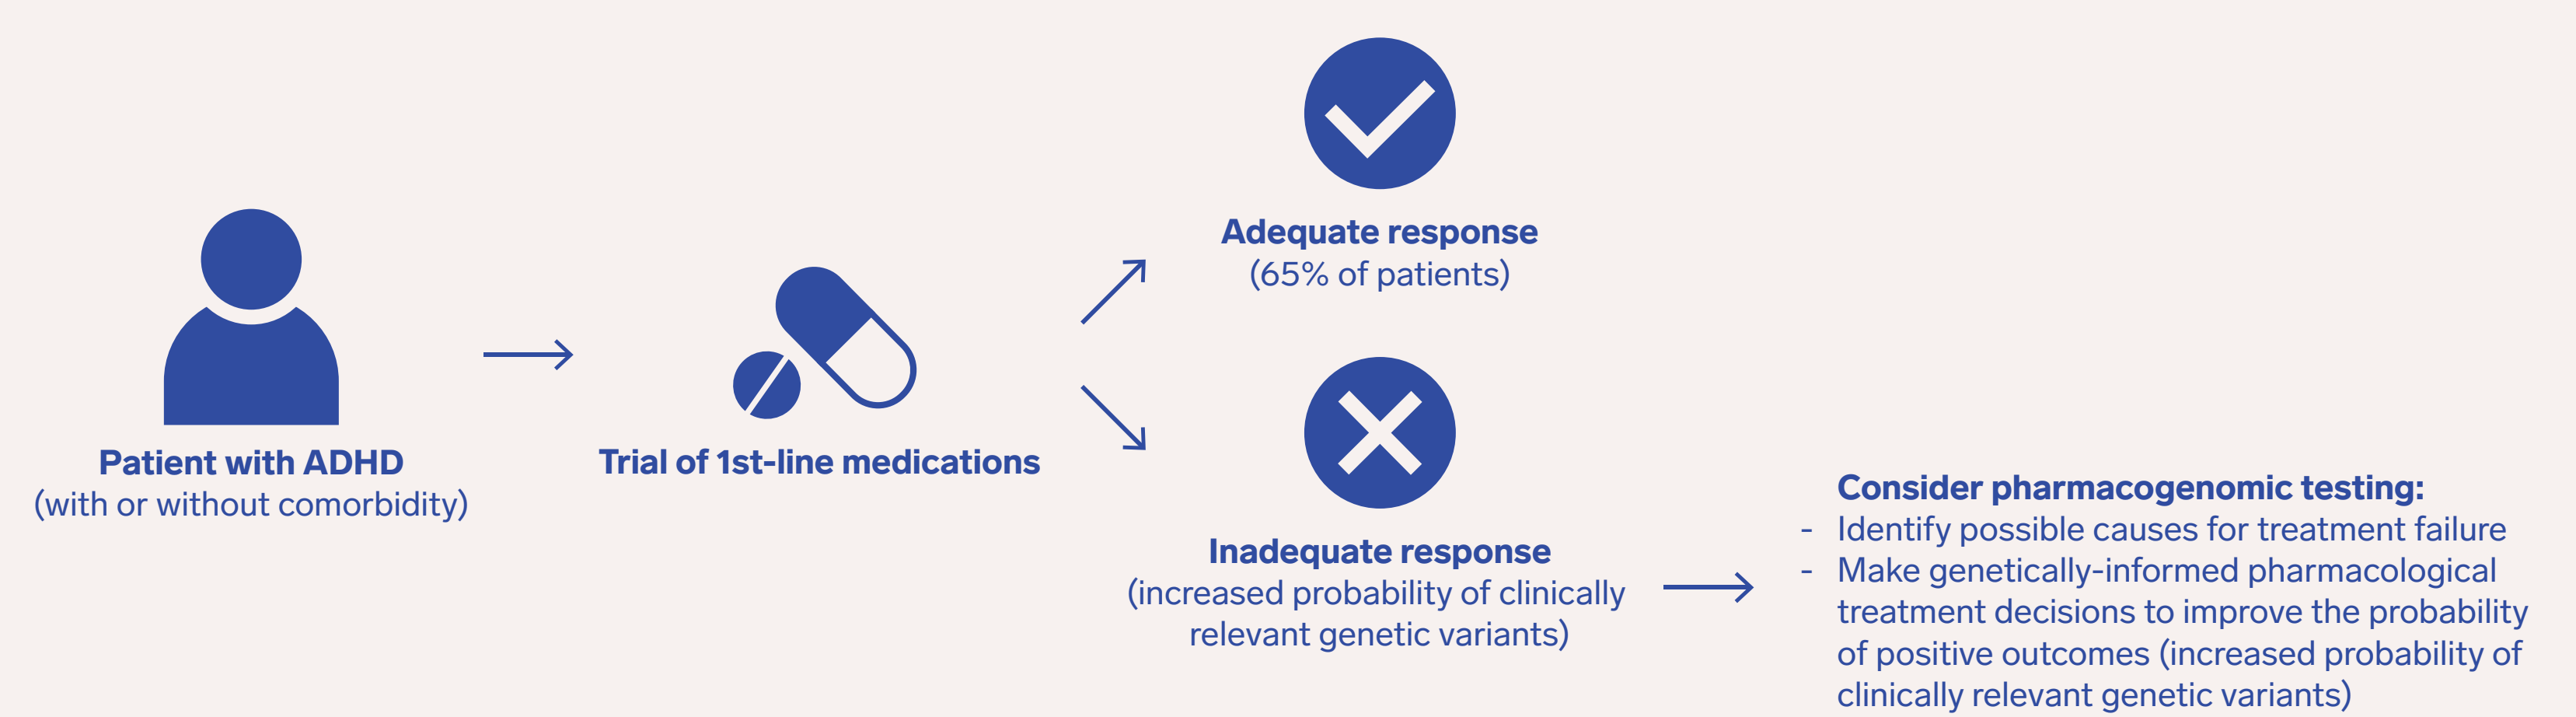 Patient with ADHD
(with or without comorbidity)
Trial of 1st-line medications
Adequate response
(65% of patients)
Inadequate response
(increased probability of clinically
relevant genetic variants)
Consider pharmacogenomic testing:
- Identify possible causes for treatment failure
- Make genetically-informed pharmacological
treatment decisions to improve the probability
of positive outcomes (increased probability of
clinically relevant genetic variants)